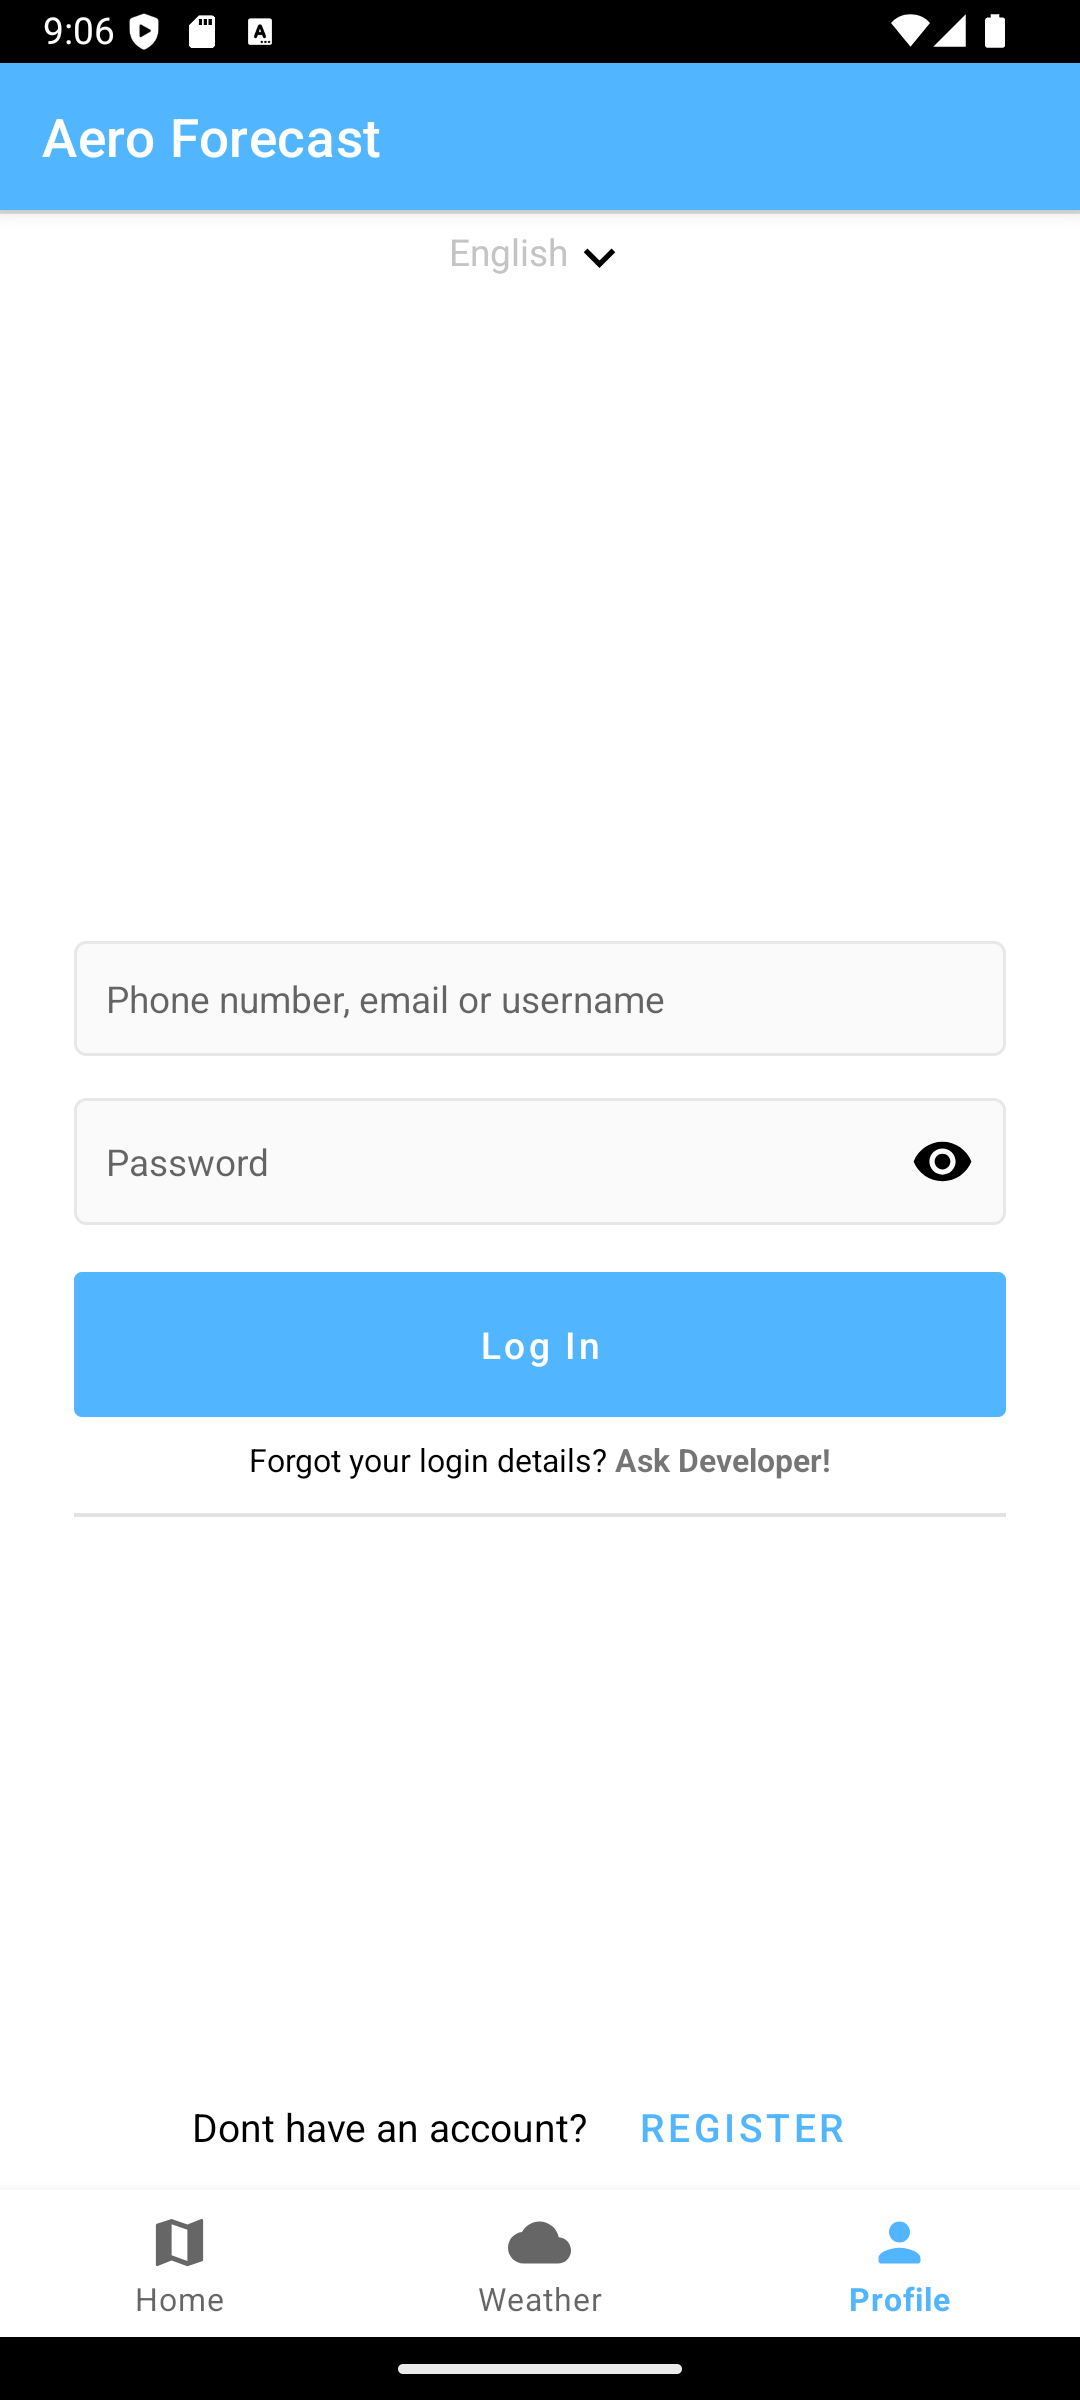 9:06
Aero Forecast
English
Phone number, email or username
Password
Log In
Forgot your login details? Ask Developer!
Dont have an account? REGISTER
Home Weather Profile